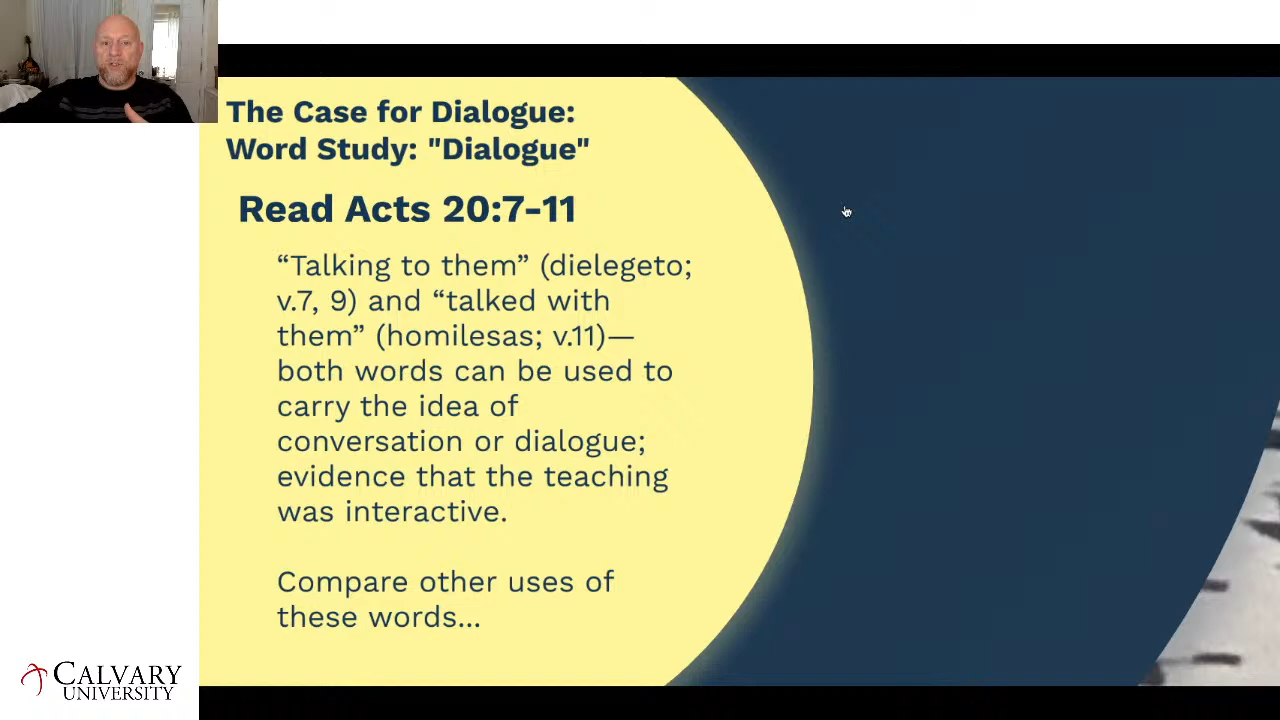 The Case for Dialogue:
Word Study: "Dialogue"
Read Acts 20:7-11
“Talking to them” (dielegeto;
v.7, 9) and “talked with
them” (homilesas; v.11)—
both words can be used to
carry the idea of
conversation or dialogue;
evidence that the teaching
was interactive.
Compare other uses of
these words...
CALVARY
UNIVERSITY